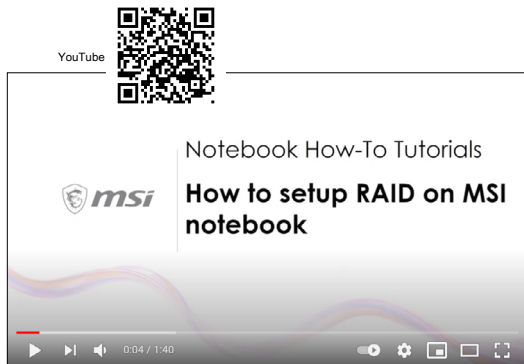 YouTube
Notebook How-To Tutorials
msi
How to setup RAID on MSI
notebook
0:04 / 1:40